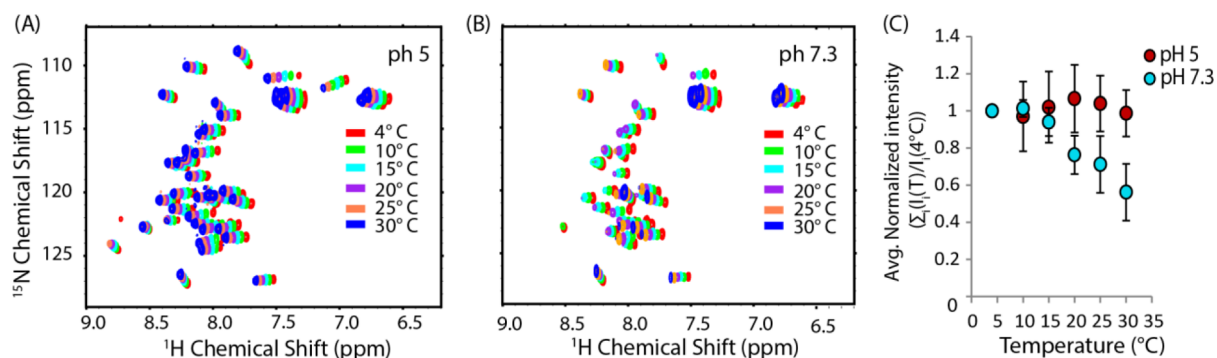 (A)
ph 5
110
115
120
125
¹⁵N Chemical Shift (ppm)
4° C
10° C
15° C
20° C
25° C
30° C
9.0 8.5 8.0 7.5 7.0 6.5
¹H Chemical Shift (ppm)
(B)
ph 7.3
4° C
10° C
15° C
20° C
25° C
30° C
9.0 8.5 8.0 7.5 7.0 6.5
¹H Chemical Shift (ppm)
(C)
pH 5
pH 7.3
Avg. Normalized intensity
(Σᵢ(Iᵢ(T)/Iᵢ(4°C))
1.4
1.2
1
0.8
0.6
0.4
0.2
0
0 5 10 15 20 25 30 35
Temperature (°C)